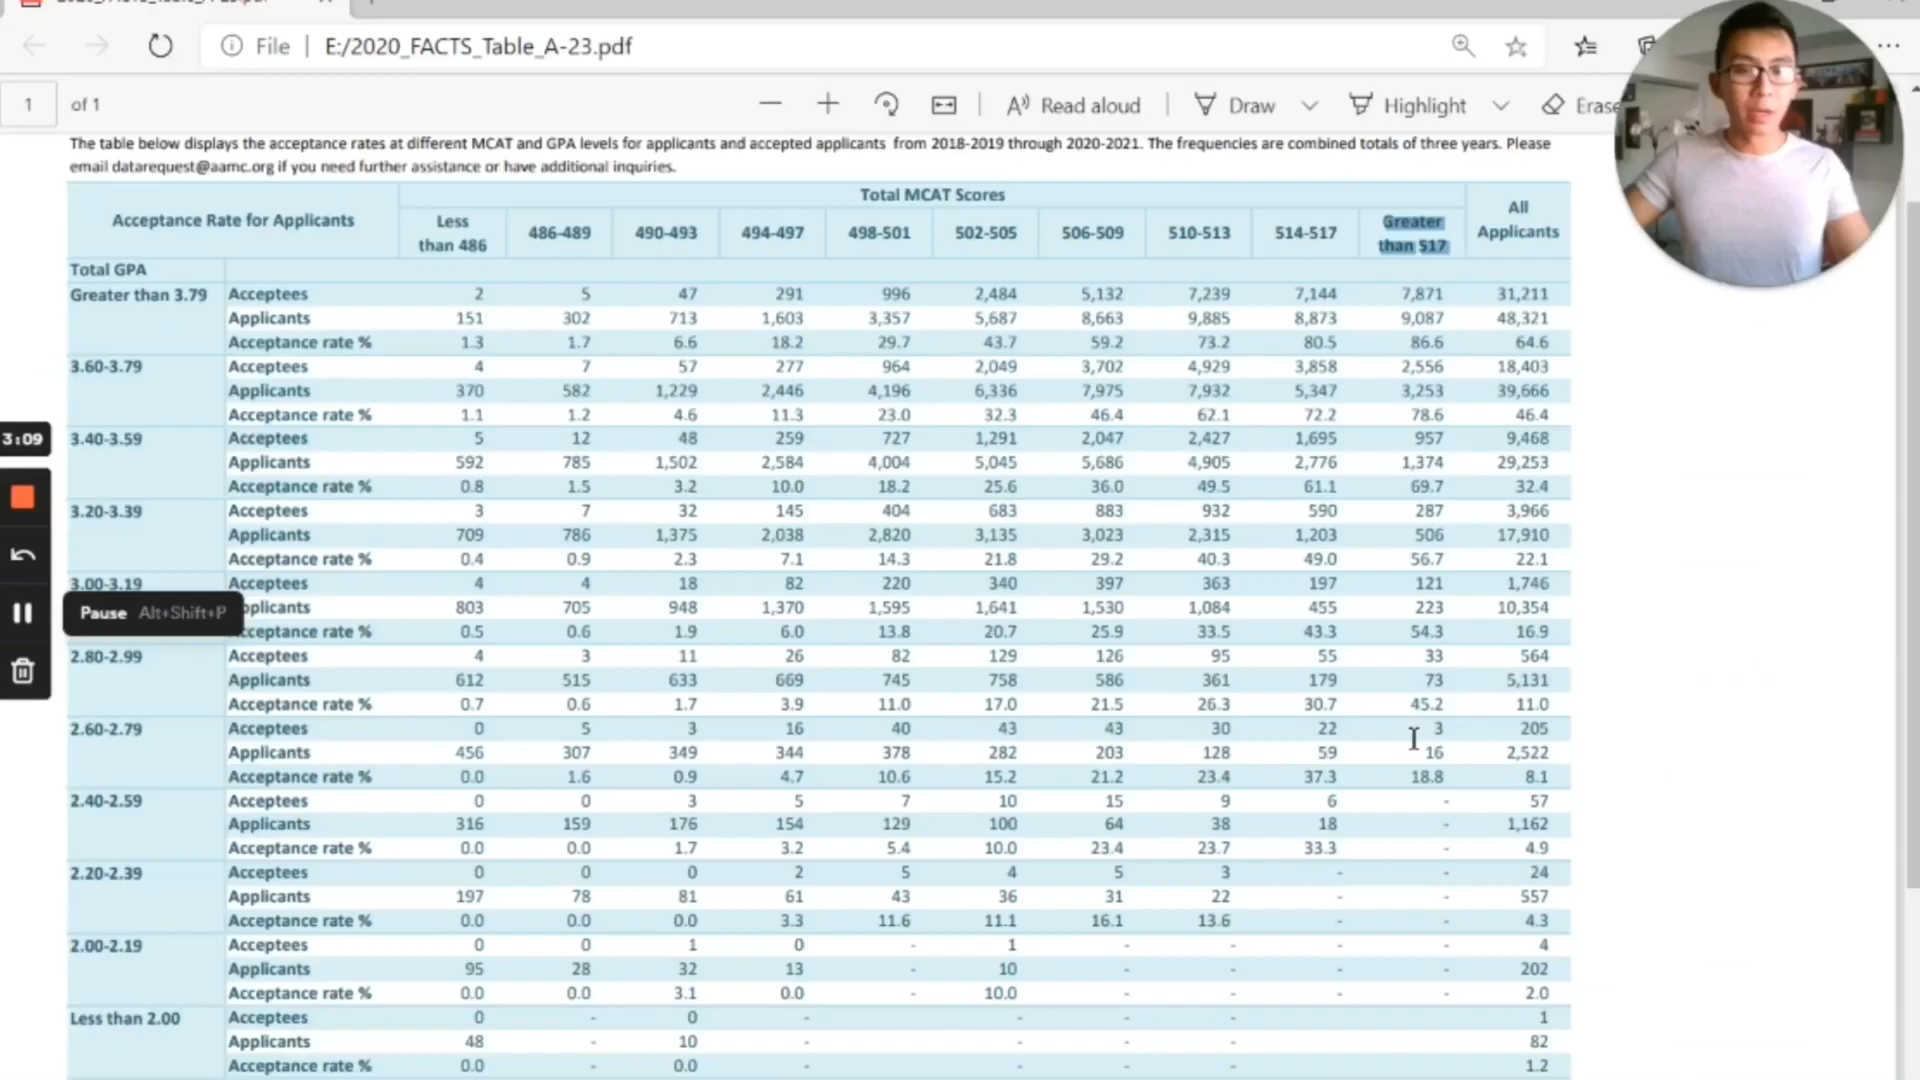 File | E:/2020_FACTS_Table_A-23.pdf
1 of 1 Read aloud Draw Highlight Erase
The table below displays the acceptance rates at different MCAT and GPA levels for applicants and accepted applicants from 2018-2019 through 2020-2021. The frequencies are combined totals of three years. Please
email datarequest@aamc.org if you need further assistance or have additional inquiries.
Acceptance Rate for Applicants Total MCAT Scores All Applicants
Less than 486 486-489 490-493 494-497 498-501 502-505 506-509 510-513 514-517 Greater than 517
Total GPA
Greater than 3.79 Acceptees 2 5 47 291 996 2,484 5,132 7,239 7,144 7,871 31,211
Applicants 151 302 713 1,603 3,357 5,687 8,663 9,885 8,873 9,087 48,321
Acceptance rate % 1.3 1.7 6.6 18.2 29.7 43.7 59.2 73.2 80.5 86.6 64.6
3.60-3.79 Acceptees 4 7 57 277 964 2,049 3,702 4,929 3,858 2,556 18,403
Applicants 370 582 1,229 2,446 4,196 6,336 7,975 7,932 5,347 3,253 39,666
Acceptance rate % 1.1 1.2 4.6 11.3 23.0 32.3 46.4 62.1 72.2 78.6 46.4
3:09
3.40-3.59 Acceptees 5 12 48 259 727 1,291 2,047 2,427 1,695 957 9,468
Applicants 592 785 1,502 2,584 4,004 5,045 5,686 4,905 2,776 1,374 29,253
Acceptance rate % 0.8 1.5 3.2 10.0 18.2 25.6 36.0 49.5 61.1 69.7 32.4
3.20-3.39 Acceptees 3 7 32 145 404 683 883 932 590 287 3,966
Applicants 709 786 1,375 2,038 2,820 3,135 3,023 2,315 1,203 506 17,910
Acceptance rate % 0.4 0.9 2.3 7.1 14.3 21.8 29.2 40.3 49.0 56.7 22.1
3.00-3.19 Acceptees 4 4 18 82 220 340 397 363 197 121 1,746
Pause Alt+Shift+P
pplicants 803 705 948 1,370 1,595 1,641 1,530 1,084 455 223 10,354
cceptance rate % 0.5 0.6 1.9 6.0 13.8 20.7 25.9 33.5 43.3 54.3 16.9
2.80-2.99 Acceptees 4 3 11 26 82 129 126 95 55 33 564
Applicants 612 515 633 669 745 758 586 361 179 73 5,131
Acceptance rate % 0.7 0.6 1.7 3.9 11.0 17.0 21.5 26.3 30.7 45.2 11.0
2.60-2.79 Acceptees 0 5 3 16 40 43 43 30 22 3 205
Applicants 456 307 349 344 378 282 203 128 59 16 2,522
Acceptance rate % 0.0 1.6 0.9 4.7 10.6 15.2 21.2 23.4 37.3 18.8 8.1
2.40-2.59 Acceptees 0 0 3 5 7 10 15 9 6 - 57
Applicants 316 159 176 154 129 100 64 38 18 - 1,162
Acceptance rate % 0.0 0.0 1.7 3.2 5.4 10.0 23.4 23.7 33.3 - 4.9
2.20-2.39 Acceptees 0 0 0 2 5 4 5 3 - - 24
Applicants 197 78 81 61 43 36 31 22 - - 557
Acceptance rate % 0.0 0.0 0.0 3.3 11.6 11.1 16.1 13.6 - - 4.3
2.00-2.19 Acceptees 0 0 1 0 - 1 - - - - 4
Applicants 95 28 32 13 - 10 - - - - 202
Acceptance rate % 0.0 0.0 3.1 0.0 - 10.0 - - - - 2.0
Less than 2.00 Acceptees 0 - 0 - - - - 1
Applicants 48 - 10 - - - - 82
Acceptance rate % 0.0 - 0.0 - - - - 1.2